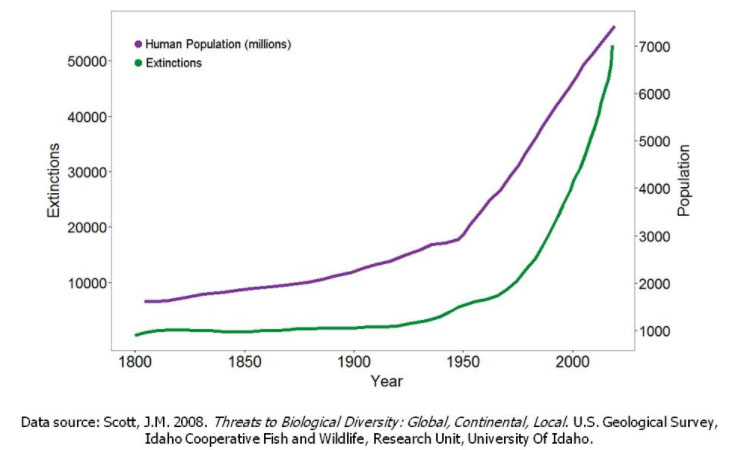 Human Population (millions)
Extinctions
50000
40000
30000
20000
10000
Extinctions
7000
6000
5000
4000
3000
2000
1000
Population
1800 1850 1900 1950 2000
Year
Data source: Scott, J.M. 2008. Threats to Biological Diversity: Global, Continental, Local. U.S. Geological Survey,
Idaho Cooperative Fish and Wildlife, Research Unit, University Of Idaho.